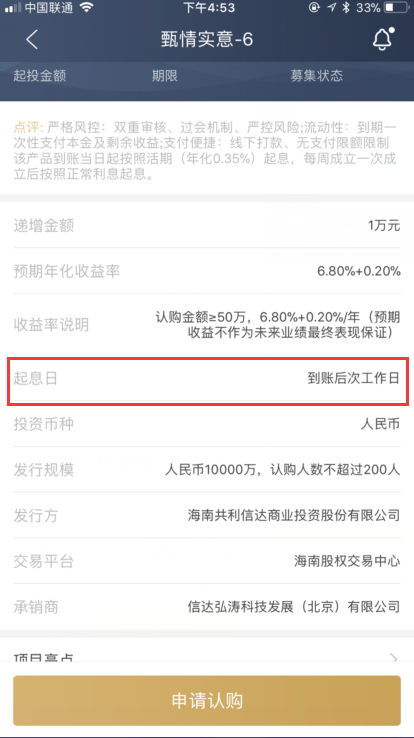 中国联通
下午4:53
33%
甄情实意-6
起投金额 期限 募集状态
点评: 严格风控：双重审核、过会机制、严控风险;流动性：到期一
次性支付本金及剩余收益;支付便捷：线下打款、无支付限额限制
该产品到账当日起按照活期（年化0.35%）起息，每周成立一次成
立后按照正常利息起息。
递增金额 1万元
预期年化收益率 6.80%+0.20%
收益率说明 认购金额≥50万，6.80%+0.20%/年（预期
收益不作为未来业绩最终表现保证）
起息日 到账后次工作日
投资币种 人民币
发行规模 人民币10000万，认购人数不超过200人
发行方 海南共利信达商业投资股份有限公司
交易平台 海南股权交易中心
承销商 信达弘涛科技发展（北京）有限公司
项目亮点
申请认购